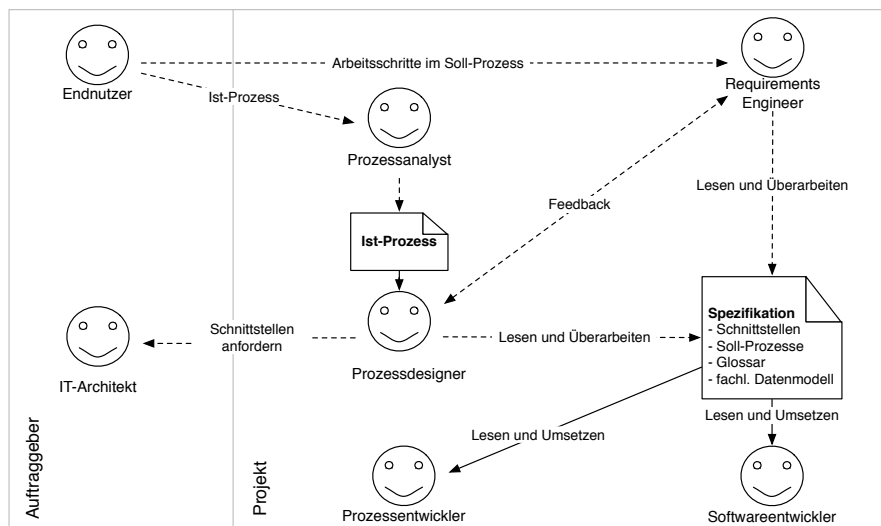 Endnutzer
Arbeitsschritte im Soll-Prozess
Requirements
Engineer
Ist-Prozess
Prozessanalyst
Lesen und Überarbeiten
Feedback
Ist-Prozess
Schnittstellen
anfordern
Lesen und Überarbeiten
Spezifikation
- Schnittstellen
- Soll-Prozesse
- Glossar
- fachl. Datenmodell
IT-Architekt
Prozessdesigner
Lesen und Umsetzen
Lesen und Umsetzen
Auftraggeber
Projekt
Prozessentwickler
Softwareentwickler